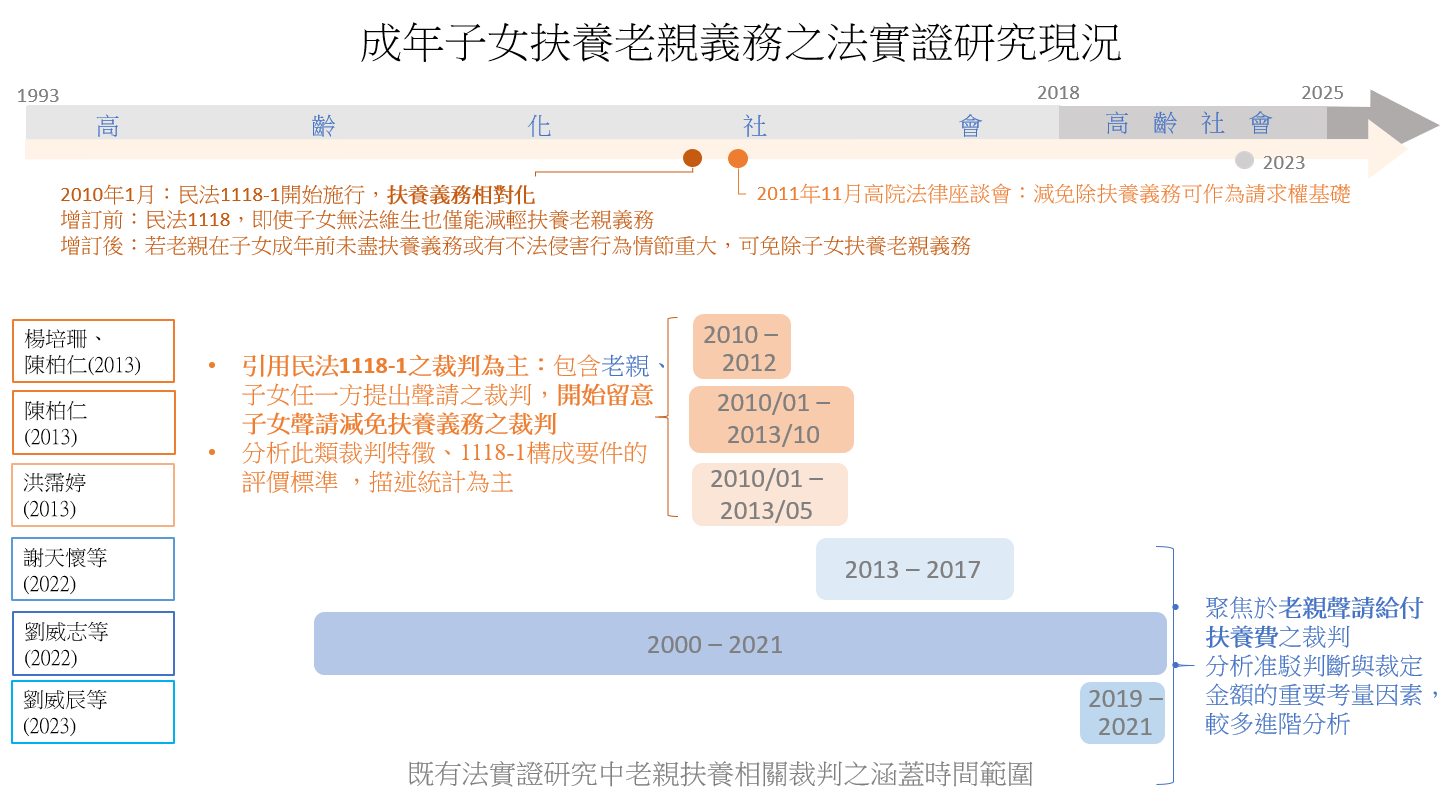 成年子女扶養老親義務之法實證研究現況
1993
2018
2025
高齡化社會
高齡社會
2023
2010年1月：民法1118-1開始施行，扶養義務相對化
增訂前：民法1118，即使子女無法維生也僅能減輕扶養老親義務
增訂後：若老親在子女成年前未盡扶養義務或有不法侵害行為情節重大，可免除子女扶養老親義務
2011年11月高院法律座談會：減免除扶養義務可作為請求權基礎
楊培珊、
陳柏仁(2013)
陳柏仁
(2013)
洪霈婷
(2013)
謝天懷等
(2022)
劉威志等
(2022)
劉威辰等
(2023)
• 引用民法1118-1之裁判為主：包含老親、
子女任一方提出聲請之裁判，開始留意
子女聲請減免扶養義務之裁判
• 分析此類裁判特徵、1118-1構成要件的
評價標準 ，描述統計為主
2010 –
2012
2010/01 –
2013/10
2010/01 –
2013/05
2013 – 2017
2000 – 2021
2019 –
2021
• 聚焦於老親聲請給付
扶養費之裁判
• 分析准駁判斷與裁定
金額的重要考量因素，
較多進階分析
既有法實證研究中老親扶養相關裁判之涵蓋時間範圍